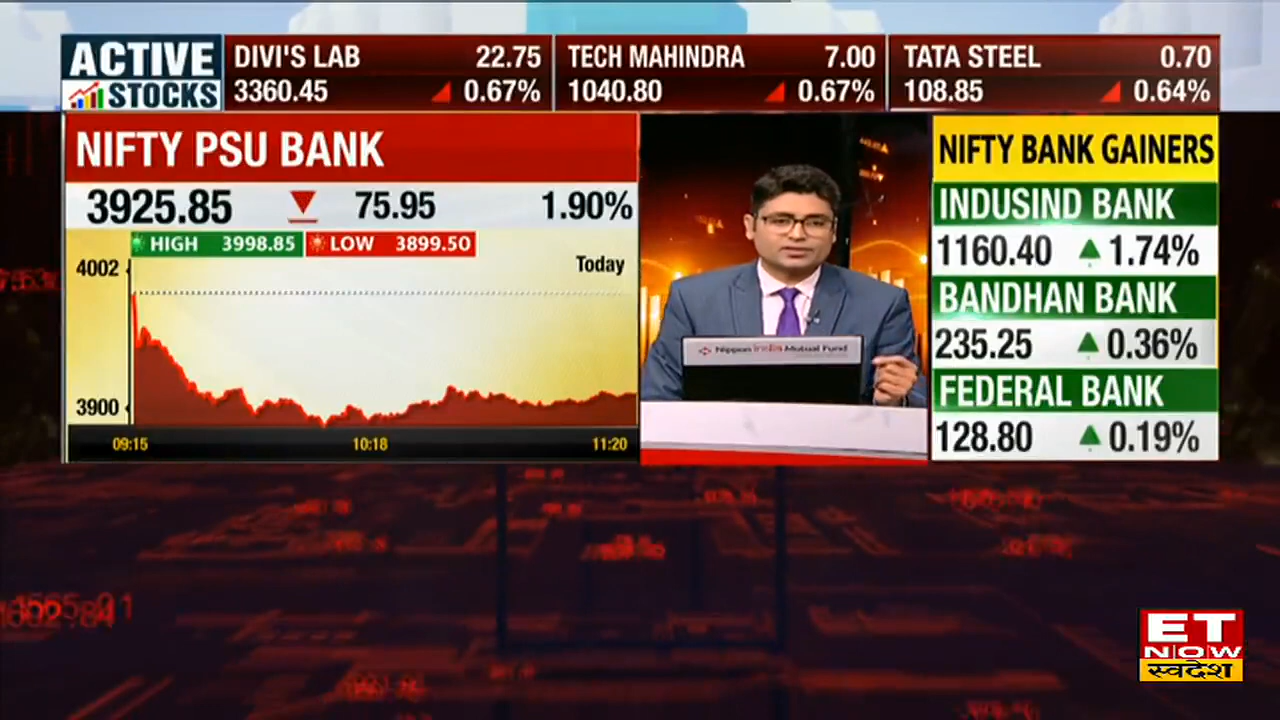 ACTIVE
STOCKS
DIVI'S LAB 22.75
3360.45 0.67%
TECH MAHINDRA 7.00
1040.80 0.67%
TATA STEEL 0.70
108.85 0.64%
NIFTY PSU BANK
3925.85 75.95 1.90%
HIGH 3998.85 LOW 3899.50
4002
Today
3900
09:15 10:18 11:20
Nippon India Mutual Fund
NIFTY BANK GAINERS
INDUSIND BANK
1160.40 1.74%
BANDHAN BANK
235.25 0.36%
FEDERAL BANK
128.80 0.19%
ET
NOW
स्वदेश